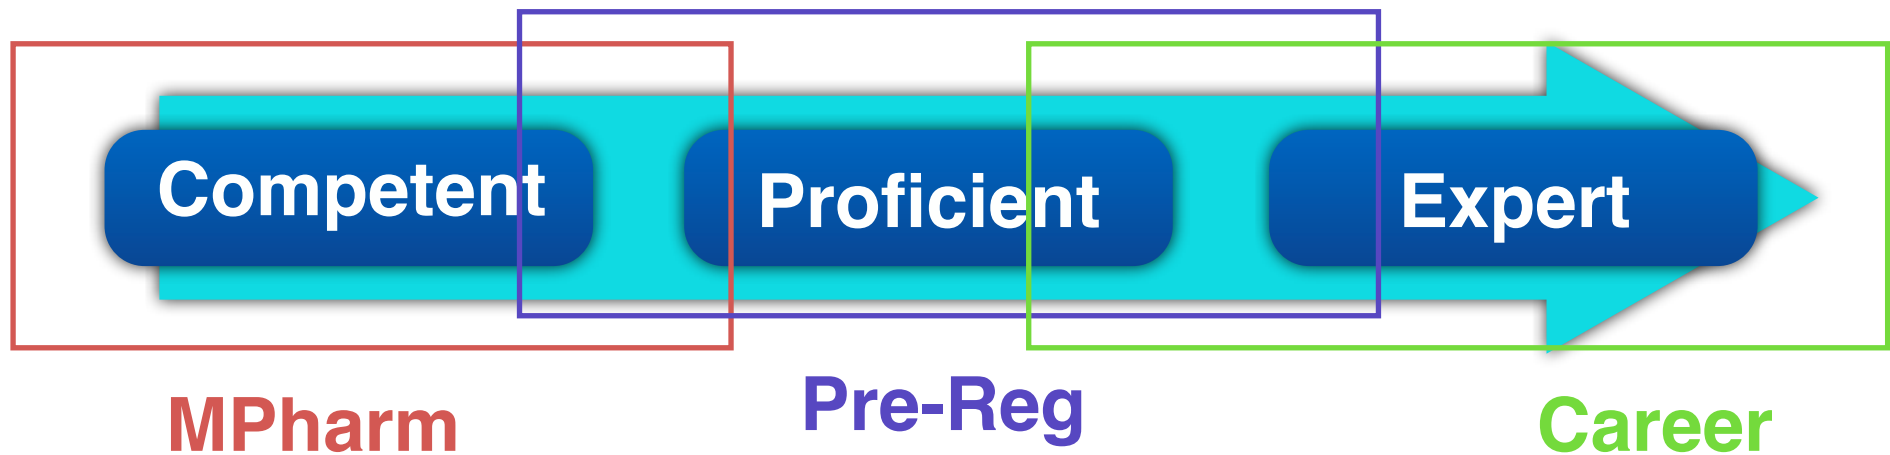 Competent
Proficient
Expert
MPharm
Pre-Reg
Career